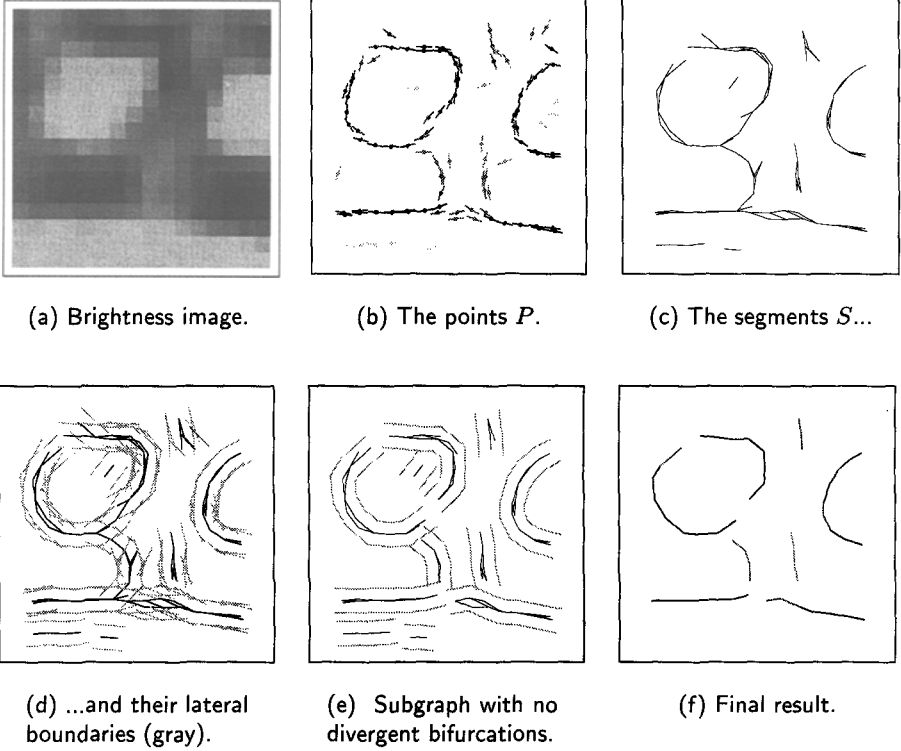 (a) Brightness image.
(b) The points P.
(c) The segments S...
(d) ...and their lateral
boundaries (gray).
(e) Subgraph with no
divergent bifurcations.
(f) Final result.